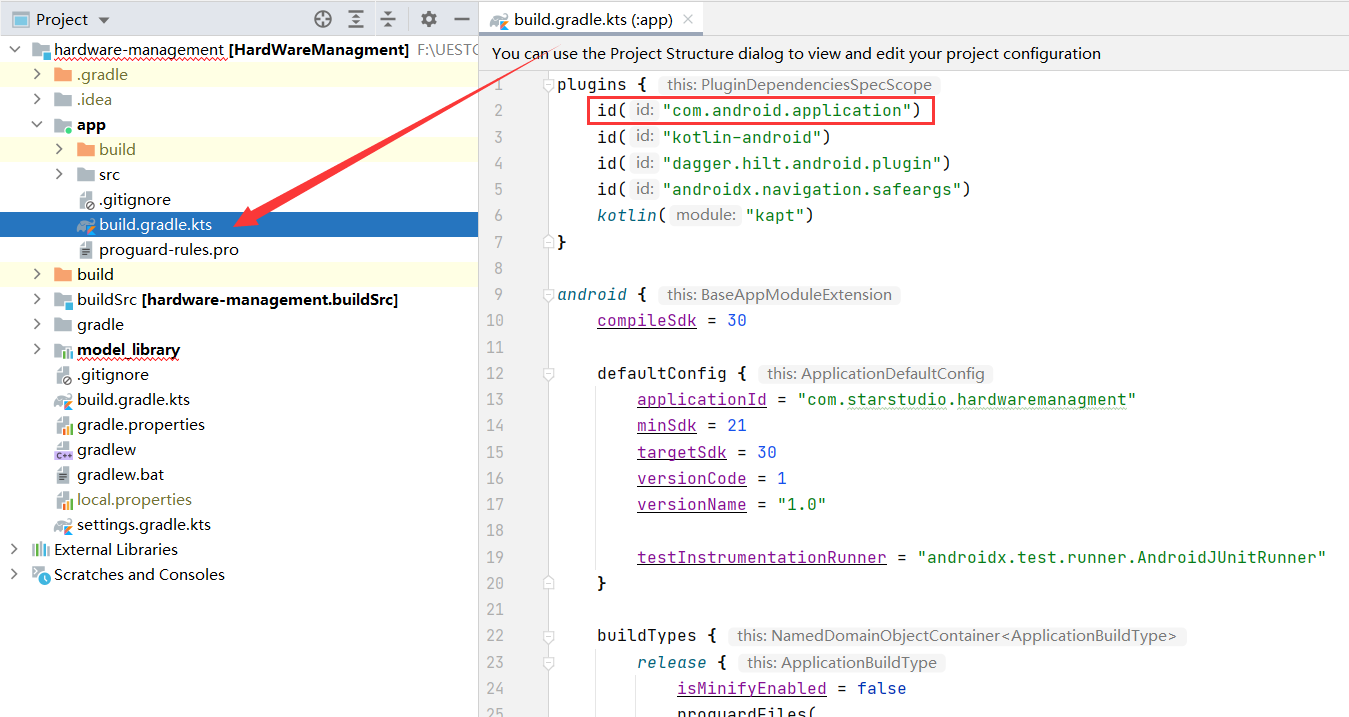 Project
hardware-management [HardWareManagment] F:\UESTC
.gradle
.idea
app
build
src
.gitignore
build.gradle.kts
proguard-rules.pro
build
buildSrc [hardware-management.buildSrc]
gradle
model_library
.gitignore
build.gradle.kts
gradle.properties
gradlew
gradlew.bat
local.properties
settings.gradle.kts
External Libraries
Scratches and Consoles
build.gradle.kts (:app)
You can use the Project Structure dialog to view and edit your project configuration
1 plugins { this: PluginDependenciesSpecScope
2 id( id: "com.android.application")
3 id( id: "kotlin-android")
4 id( id: "dagger.hilt.android.plugin")
5 id( id: "androidx.navigation.safeargs")
6 kotlin( module: "kapt")
7 }
8
9 android { this: BaseAppModuleExtension
10 compileSdk = 30
11
12 defaultConfig { this: ApplicationDefaultConfig
13 applicationId = "com.starstudio.hardwaremanagment"
14 minSdk = 21
15 targetSdk = 30
16 versionCode = 1
17 versionName = "1.0"
18
19 testInstrumentationRunner = "androidx.test.runner.AndroidJUnitRunner"
20 }
21
22 buildTypes { this: NamedDomainObjectContainer<ApplicationBuildType>
23 release { this: ApplicationBuildType
24 isMinifyEnabled = false
25 proguardFiles(